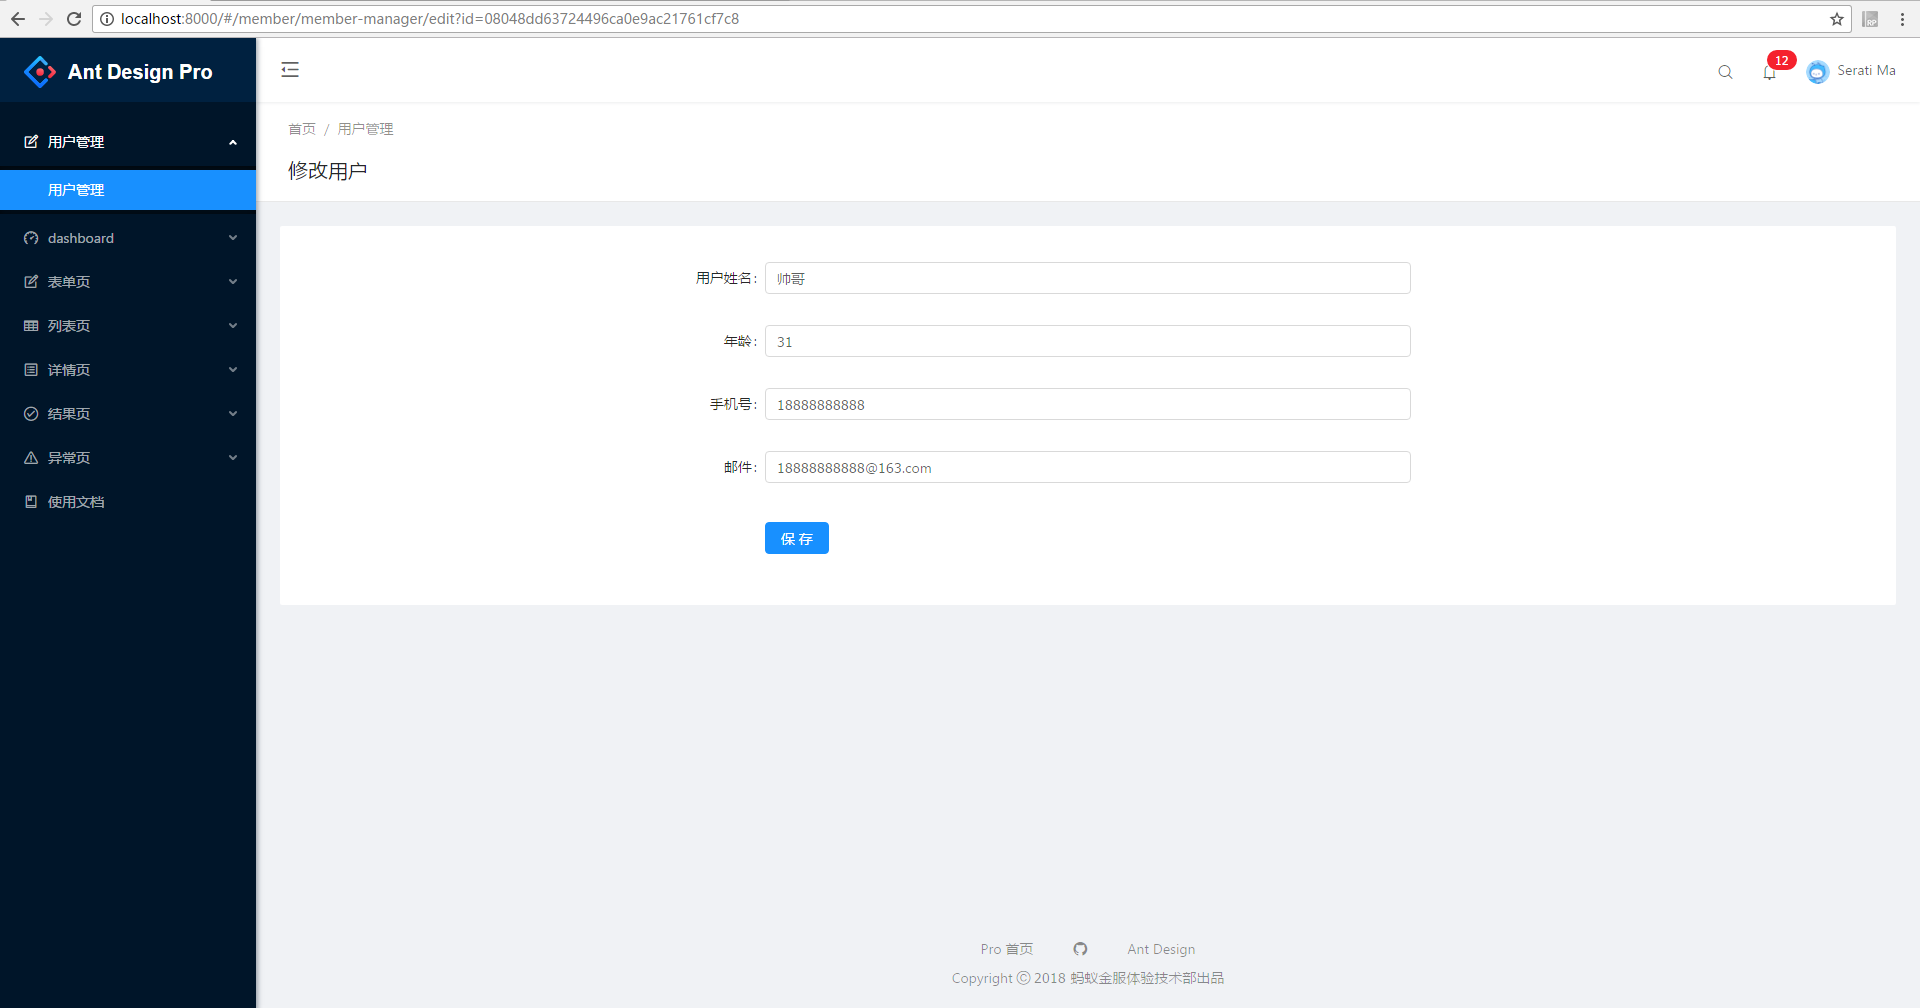 localhost:8000/#/member/member-manager/edit?id=08048dd63724496ca0e9ac21761cf7c8
Ant Design Pro
12
Serati Ma
用户管理
用户管理
dashboard
表单页
列表页
详情页
结果页
异常页
使用文档
首页 / 用户管理
修改用户
用户姓名: 帅哥
年龄: 31
手机号: 18888888888
邮件: 18888888888@163.com
保 存
Pro 首页 Ant Design
Copyright © 2018 蚂蚁金服体验技术部出品